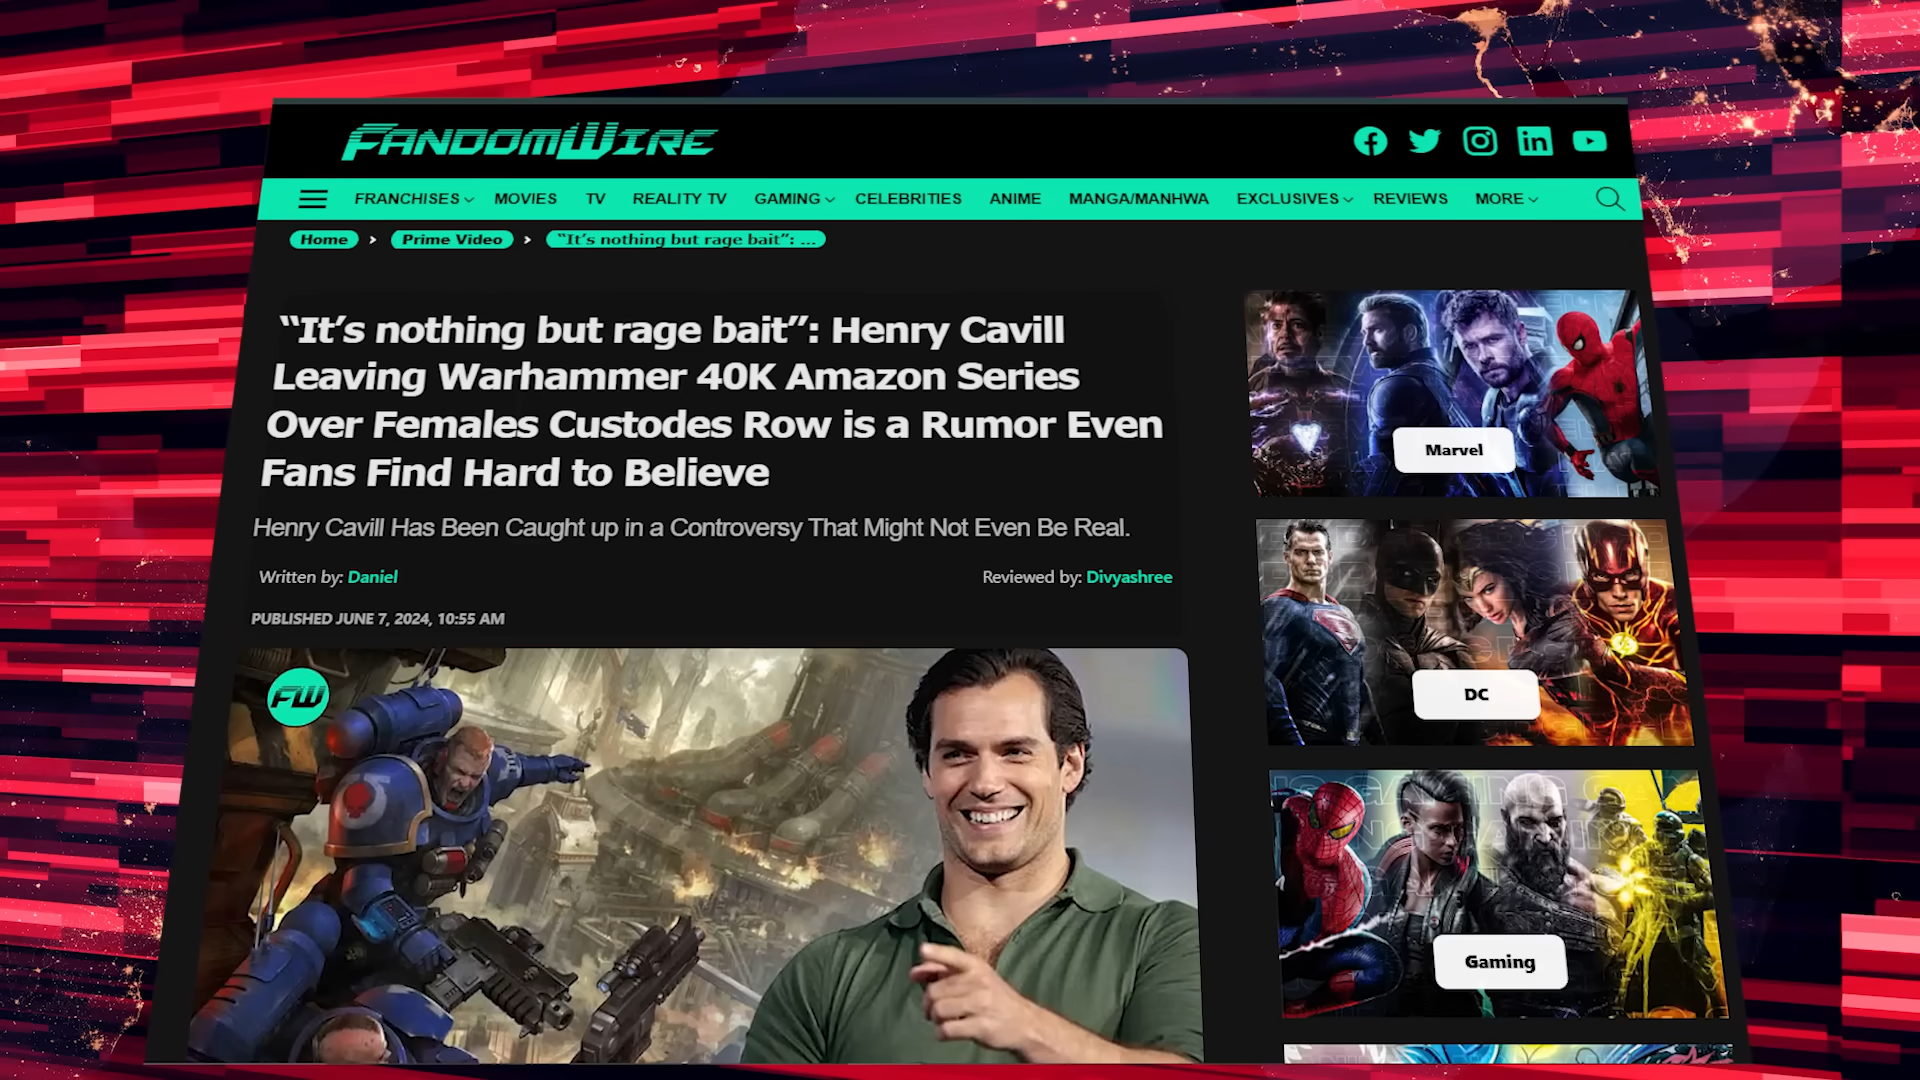 FANDOMWIRE
FRANCHISES MOVIES TV REALITY TV GAMING CELEBRITIES ANIME MANGA/MANHWA EXCLUSIVES REVIEWS MORE
Home > Prime Video > “It’s nothing but rage bait”: ...
“It’s nothing but rage bait”: Henry Cavill
Leaving Warhammer 40K Amazon Series
Over Females Custodes Row is a Rumor Even
Fans Find Hard to Believe
Henry Cavill Has Been Caught up in a Controversy That Might Not Even Be Real.
Written by: Daniel
Reviewed by: Divyashree
PUBLISHED JUNE 7, 2024, 10:55 AM
FW
Marvel
DC
Gaming